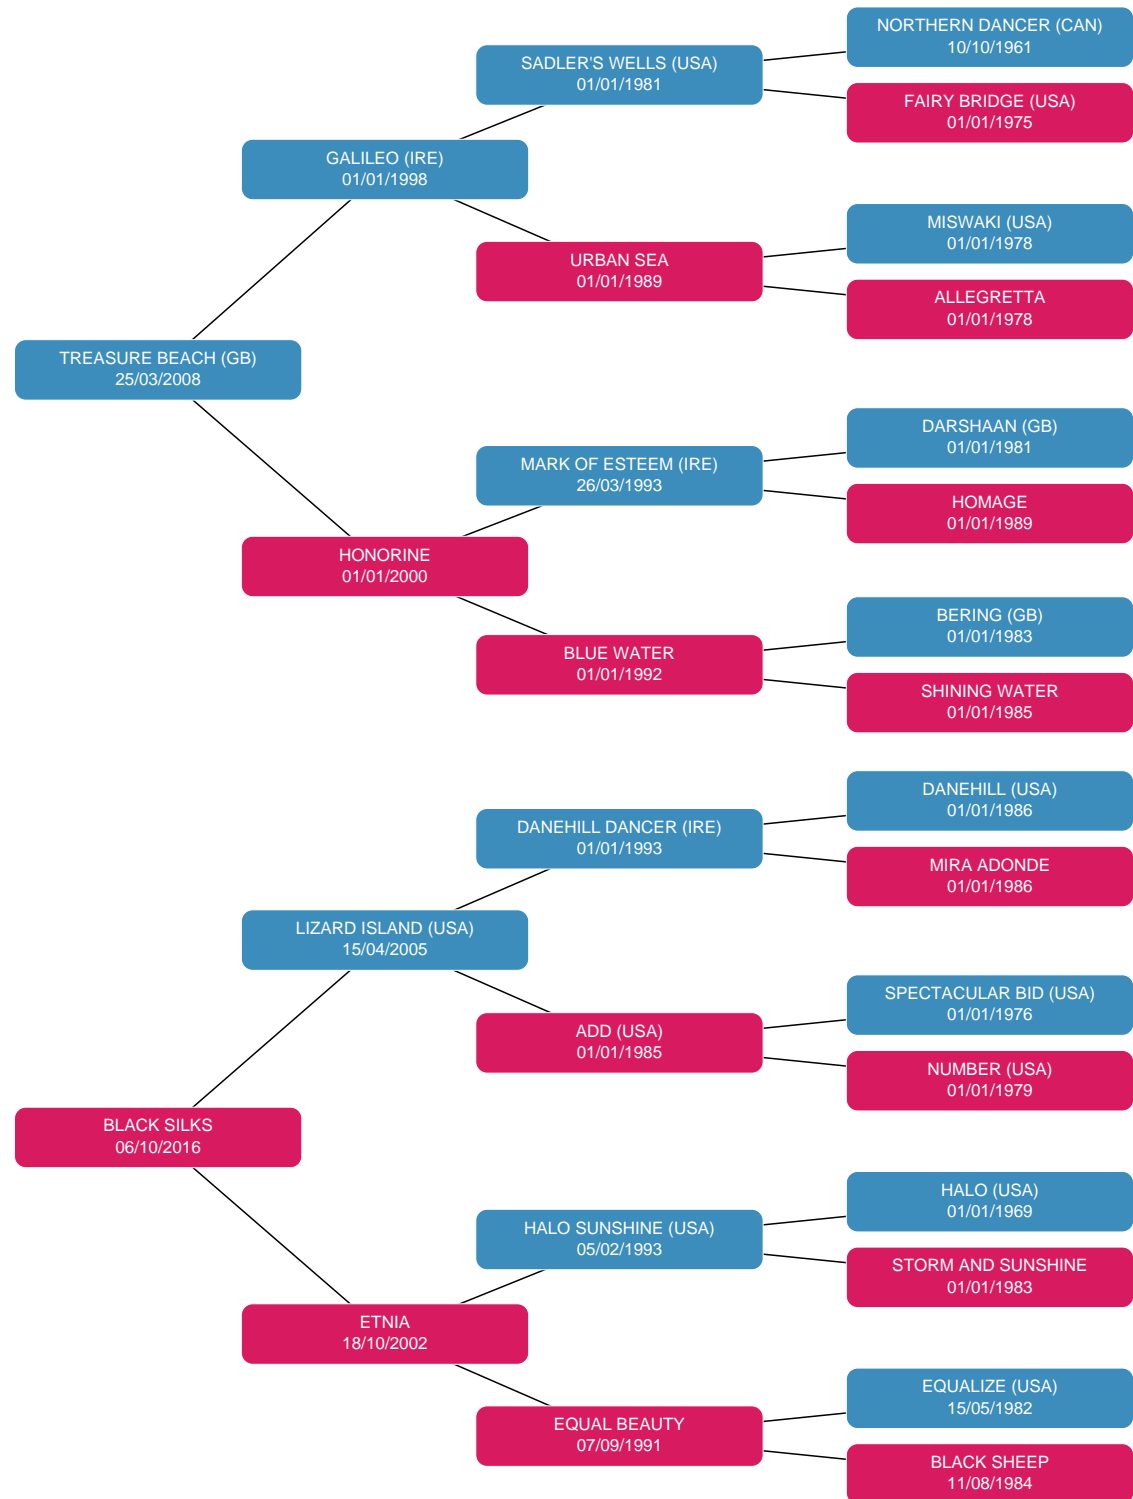 NORTHERN DANCER (CAN)
10/10/1961
SADLER'S WELLS (USA)
01/01/1981
FAIRY BRIDGE (USA)
01/01/1975
GALILEO (IRE)
01/01/1998
MISWAKI (USA)
01/01/1978
URBAN SEA
01/01/1989
ALLEGRETTA
01/01/1978
TREASURE BEACH (GB)
25/03/2008
DARSHAAN (GB)
01/01/1981
MARK OF ESTEEM (IRE)
26/03/1993
HOMAGE
01/01/1989
HONORINE
01/01/2000
BERING (GB)
01/01/1983
BLUE WATER
01/01/1992
SHINING WATER
01/01/1985
DANEHILL (USA)
01/01/1986
DANEHILL DANCER (IRE)
01/01/1993
MIRA ADONDE
01/01/1986
LIZARD ISLAND (USA)
15/04/2005
SPECTACULAR BID (USA)
01/01/1976
ADD (USA)
01/01/1985
NUMBER (USA)
01/01/1979
BLACK SILKS
06/10/2016
HALO (USA)
01/01/1969
HALO SUNSHINE (USA)
05/02/1993
STORM AND SUNSHINE
01/01/1983
ETNIA
18/10/2002
EQUALIZE (USA)
15/05/1982
EQUAL BEAUTY
07/09/1991
BLACK SHEEP
11/08/1984